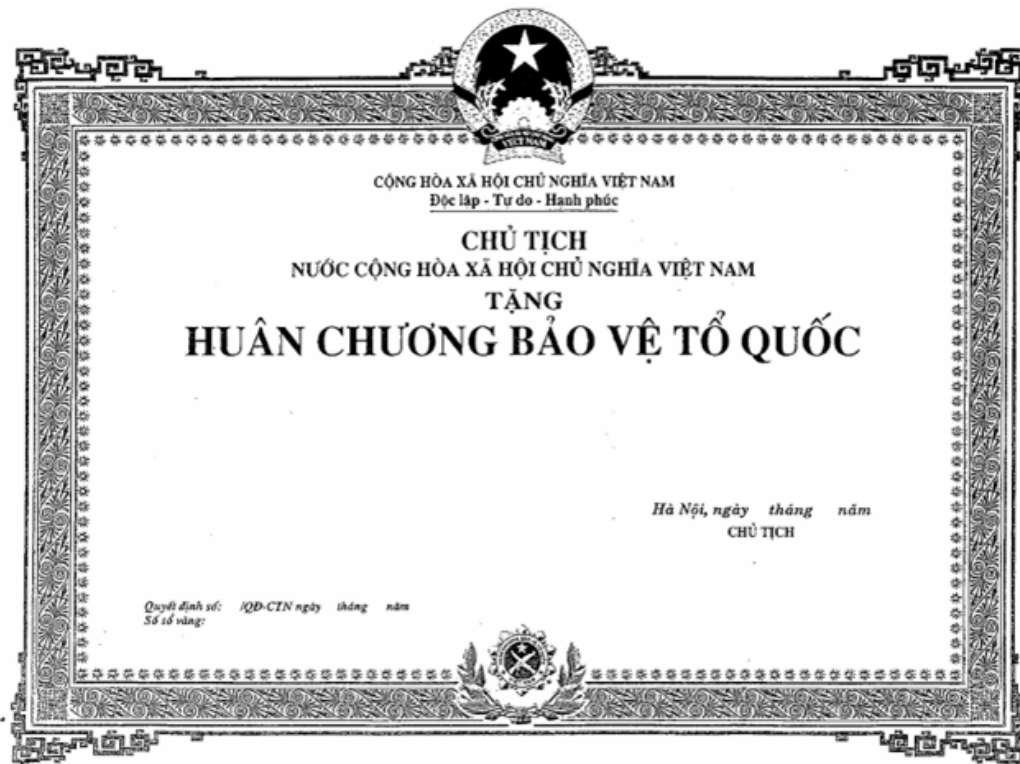 VIỆT NAM
CỘNG HÒA XÃ HỘI CHỦ NGHĨA VIỆT NAM
Độc lập - Tự do - Hạnh phúc
CHỦ TỊCH
NƯỚC CỘNG HÒA XÃ HỘI CHỦ NGHĨA VIỆT NAM
TẶNG
HUÂN CHƯƠNG BẢO VỆ TỔ QUỐC
Hà Nội, ngày tháng năm
CHỦ TỊCH
Quyết định số: /QĐ-CTN ngày tháng năm
Số sổ vàng: